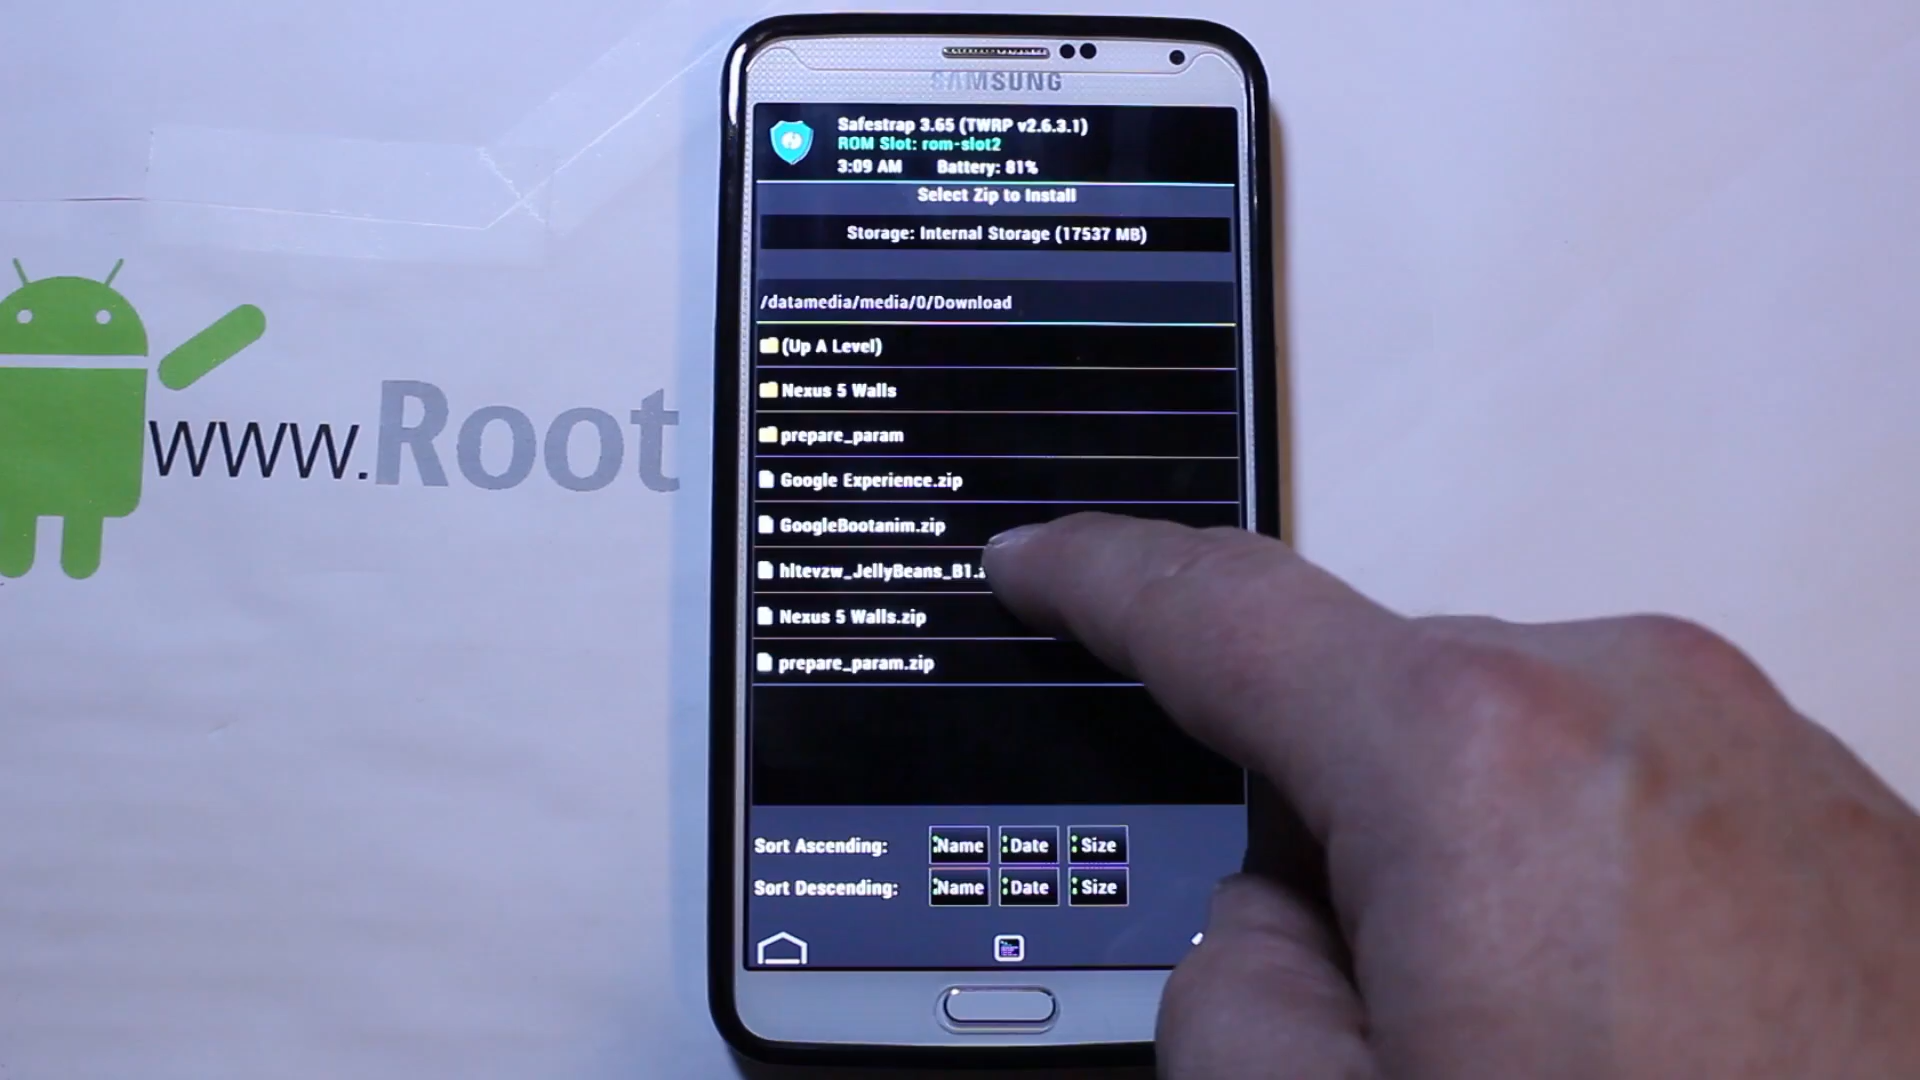 SAMSUNG
Safestrap 3.65 (TWRP v2.6.3.1)
ROM Slot: rom-slot2
3:09 AM Battery: 81%
Select Zip to Install
Storage: Internal Storage (17537 MB)
/datamedia/media/0/Download
(Up A Level)
Nexus 5 Walls
prepare_param
Google Experience.zip
GoogleBootanim.zip
hltevzw_JellyBeans_B1.
Nexus 5 Walls.zip
prepare_param.zip
Sort Ascending: Name Date Size
Sort Descending: Name Date Size
www.Root